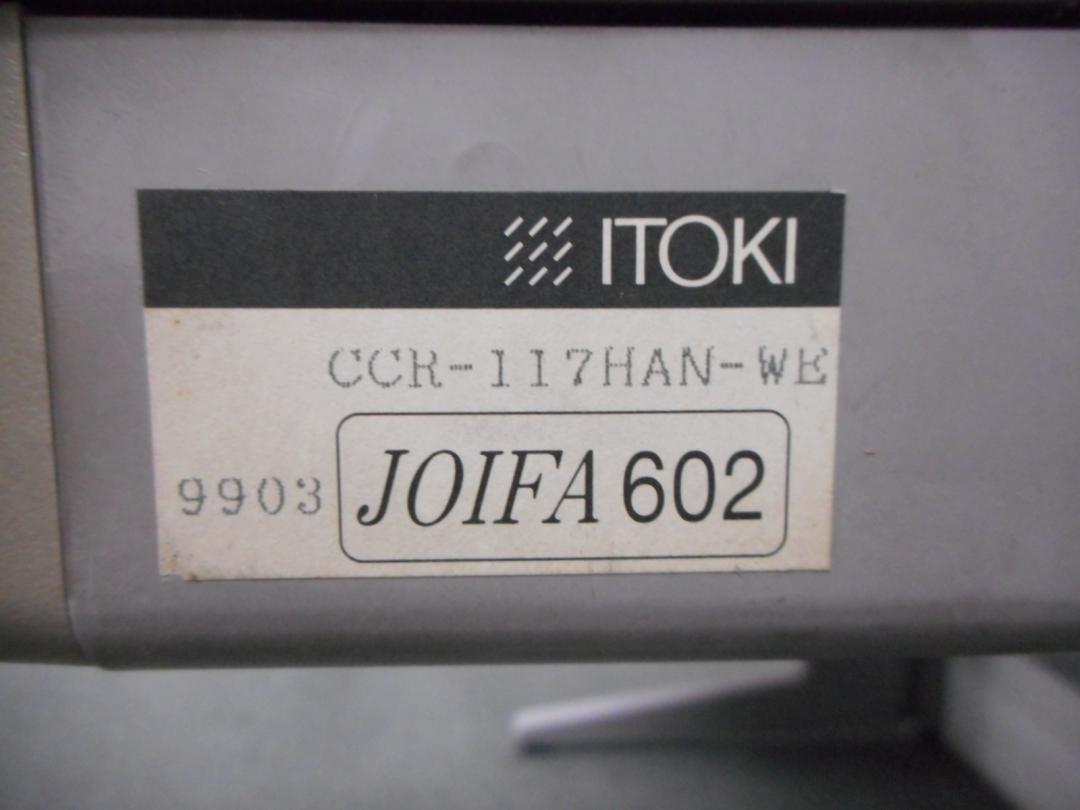 ITOKI
CCR-117HAN-WE
9903 JOIFA 602